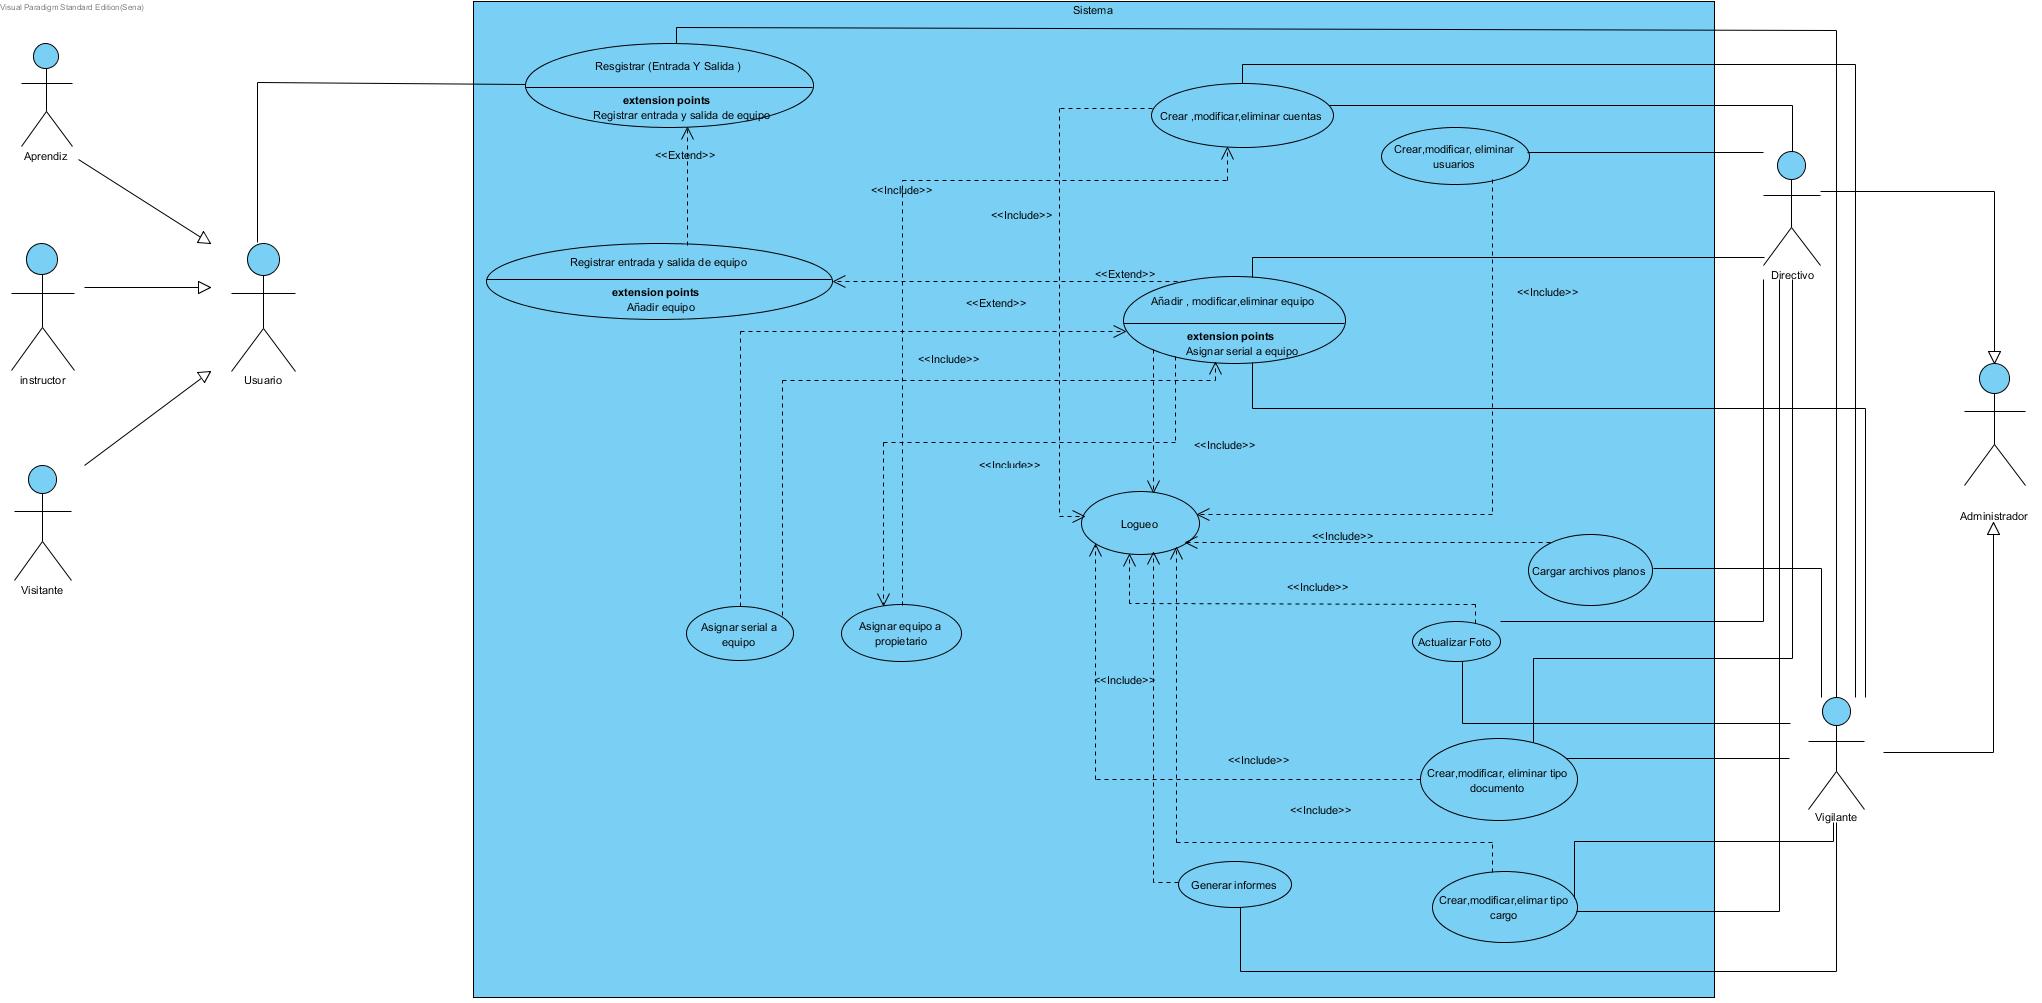 Visual Paradigm Standard Edition(Sena)
Sistema
Resgistrar (Entrada Y Salida )
extension points
Registrar entrada y salida de equipo
<<Extend>>
Crear ,modificar,eliminar cuentas
Crear,modificar, eliminar
usuarios
Aprendiz
<<Include>>
<<Include>>
Registrar entrada y salida de equipo
extension points
Añadir equipo
<<Extend>>
<<Extend>>
Añadir , modificar,eliminar equipo
extension points
Asignar serial a equipo
<<Include>>
Directivo
<<Include>>
instructor
Usuario
<<Include>>
<<Include>>
Logueo
Administrador
<<Include>>
Cargar archivos planos
Visitante
<<Include>>
Asignar serial a
equipo
Asignar equipo a
propietario
Actualizar Foto
<<Include>>
<<Include>>
Crear,modificar, eliminar tipo
documento
<<Include>>
Vigilante
Generar informes
Crear,modificar,elimar tipo
cargo